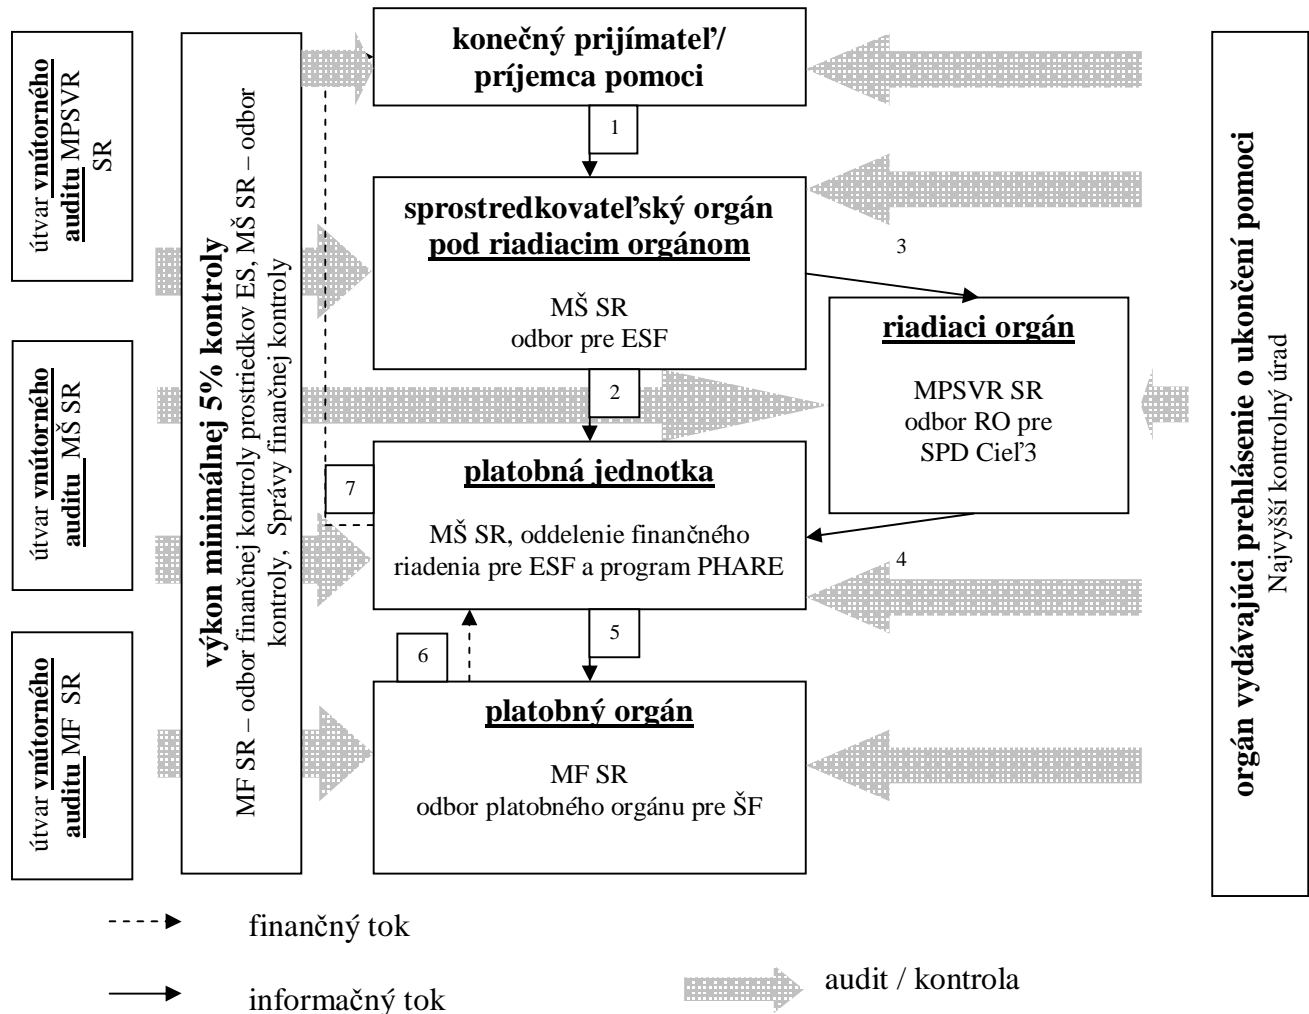 útvar vnútorného
auditu MPSVR
SR
útvar vnútorného
auditu MŠ SR
útvar vnútorného
auditu MF SR
výkon minimálnej 5% kontroly
MF SR – odbor finančnej kontroly prostriedkov ES, MŠ SR – odbor
kontroly, Správy finančnej kontroly
konečný prijímateľ/
príjemca pomoci
1
sprostredkovateľský orgán
pod riadiacim orgánom
MŠ SR
odbor pre ESF
3
riadiaci orgán
MPSVR SR
odbor RO pre
SPD Cieľ3
2
platobná jednotka
MŠ SR, oddelenie finančného
riadenia pre ESF a program PHARE
7
4
5
6
platobný orgán
MF SR
odbor platobného orgánu pre ŠF
orgán vydávajúci prehlásenie o ukončení pomoci
Najvyšší kontrolný úrad
finančný tok
informačný tok
audit / kontrola